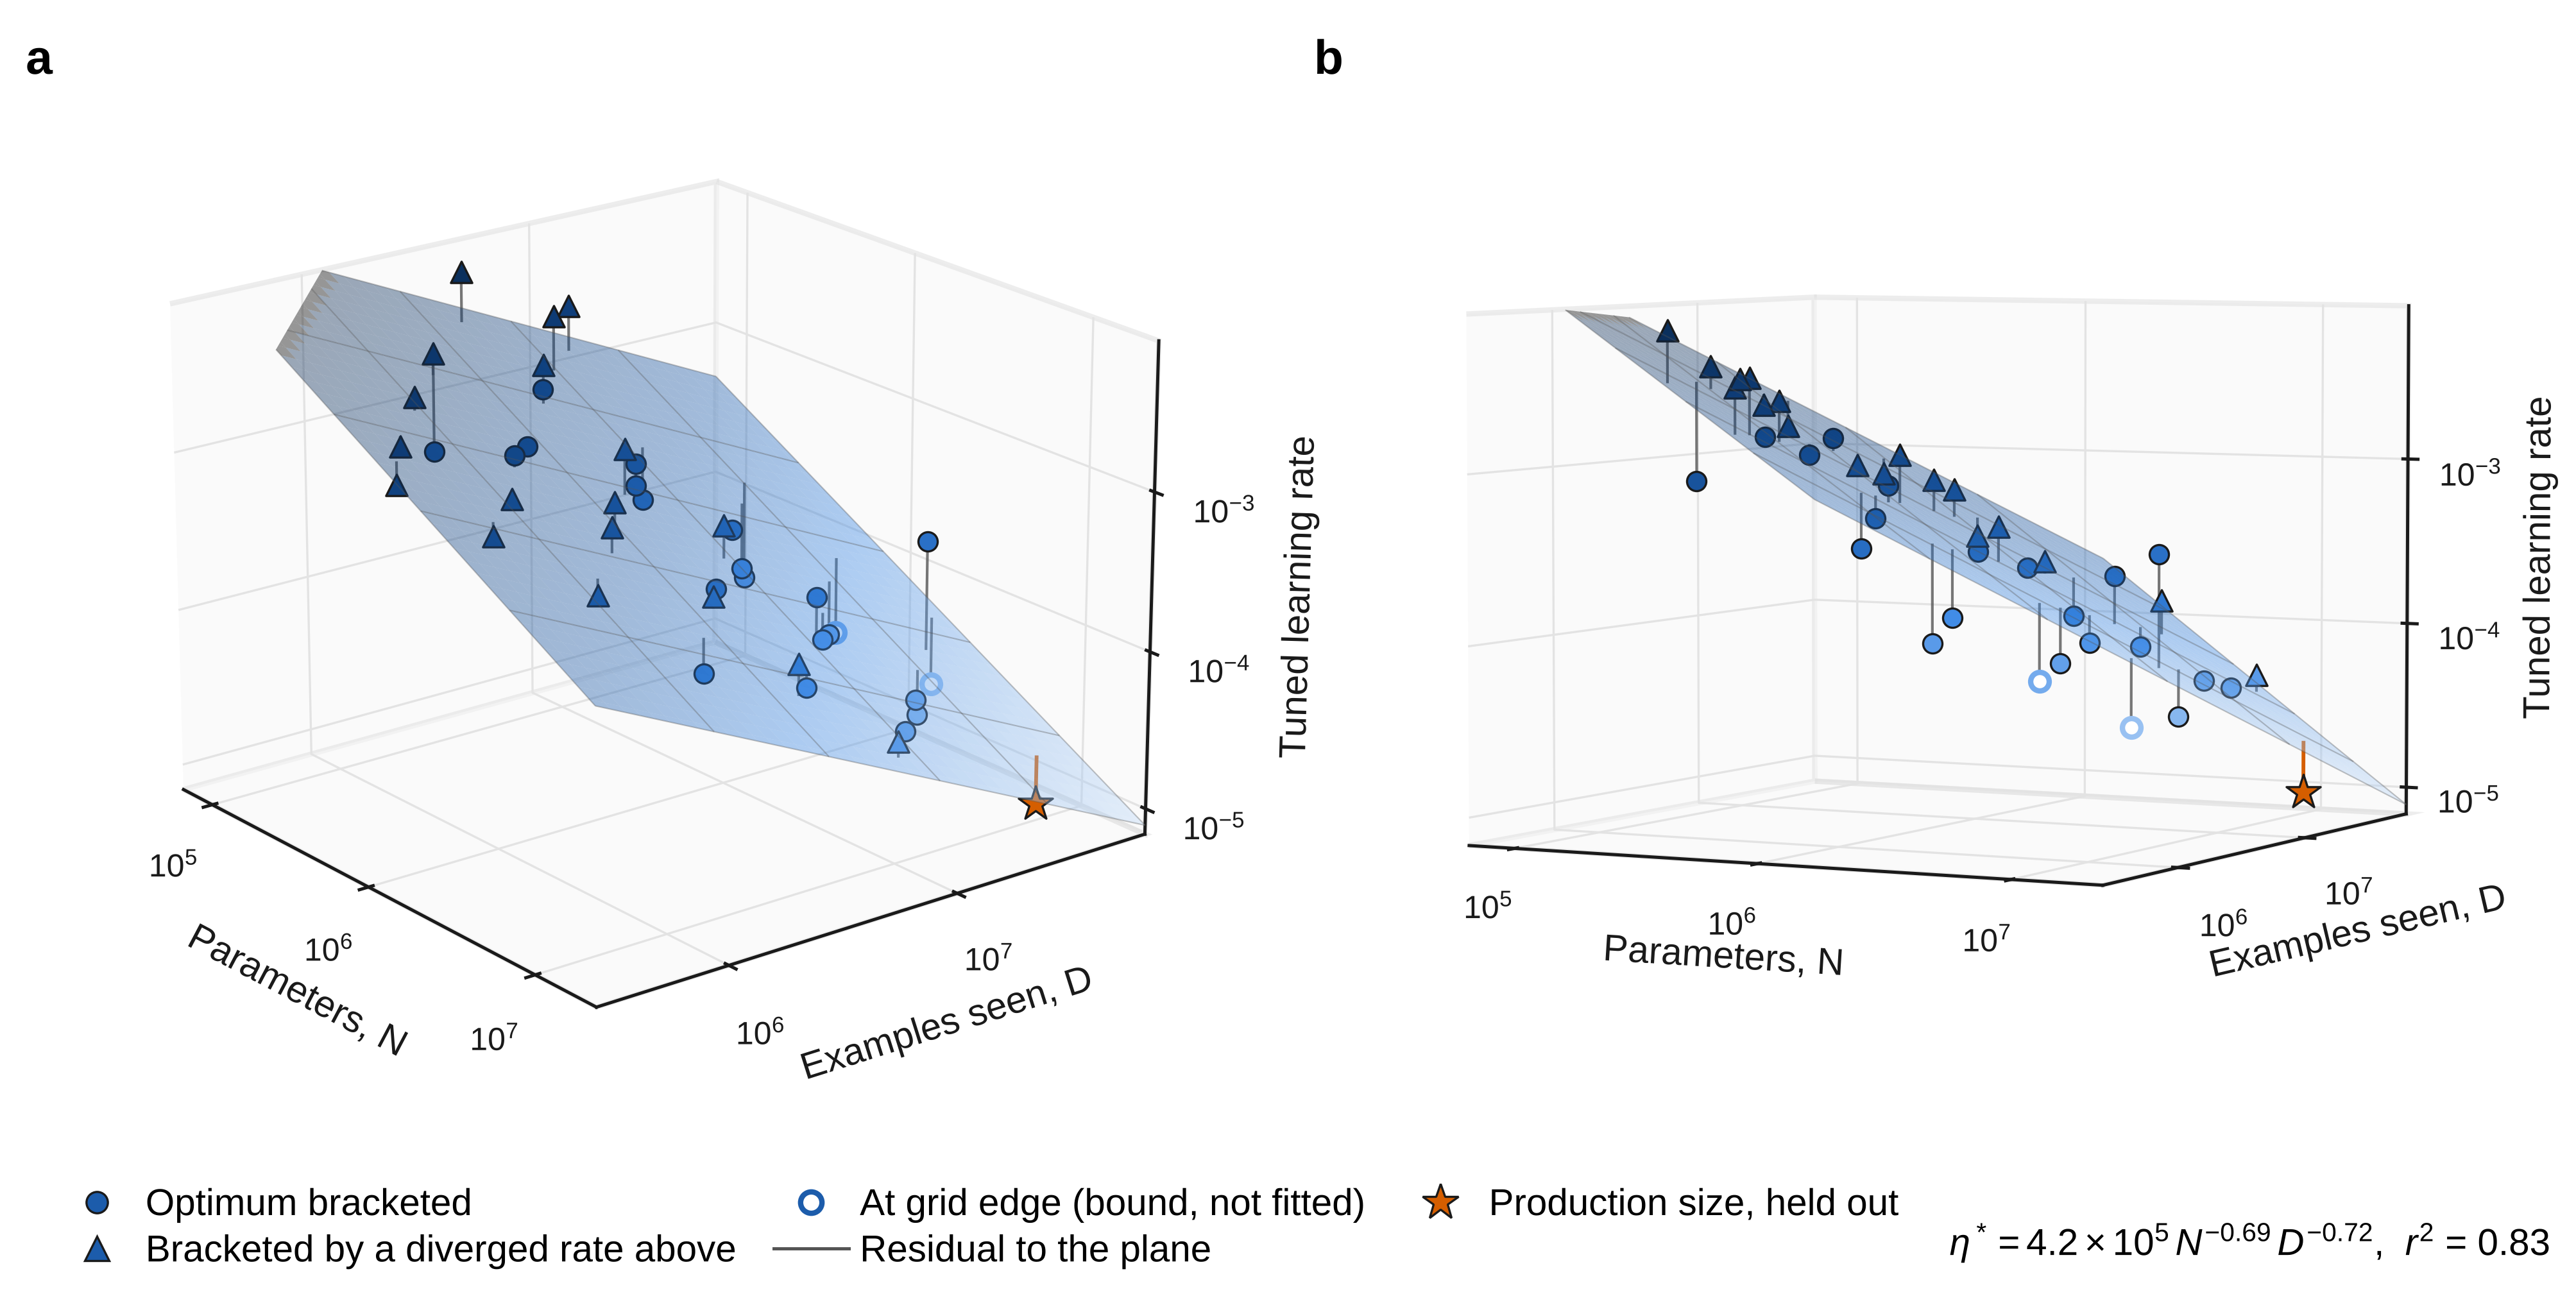 a
b
10⁻³
10⁻⁴
10⁻⁵
Tuned learning rate
10⁵
10⁶
10⁷
Parameters, N
10⁶
10⁷
Examples seen, D
10⁻³
10⁻⁴
10⁻⁵
Tuned learning rate
10⁵
10⁶
10⁷
Parameters, N
10⁶
10⁷
Examples seen, D
Optimum bracketed
Bracketed by a diverged rate above
At grid edge (bound, not fitted)
Residual to the plane
Production size, held out
η* = 4.2 × 10⁵ N⁻⁰·⁶⁹ D⁻⁰·⁷², r² = 0.83